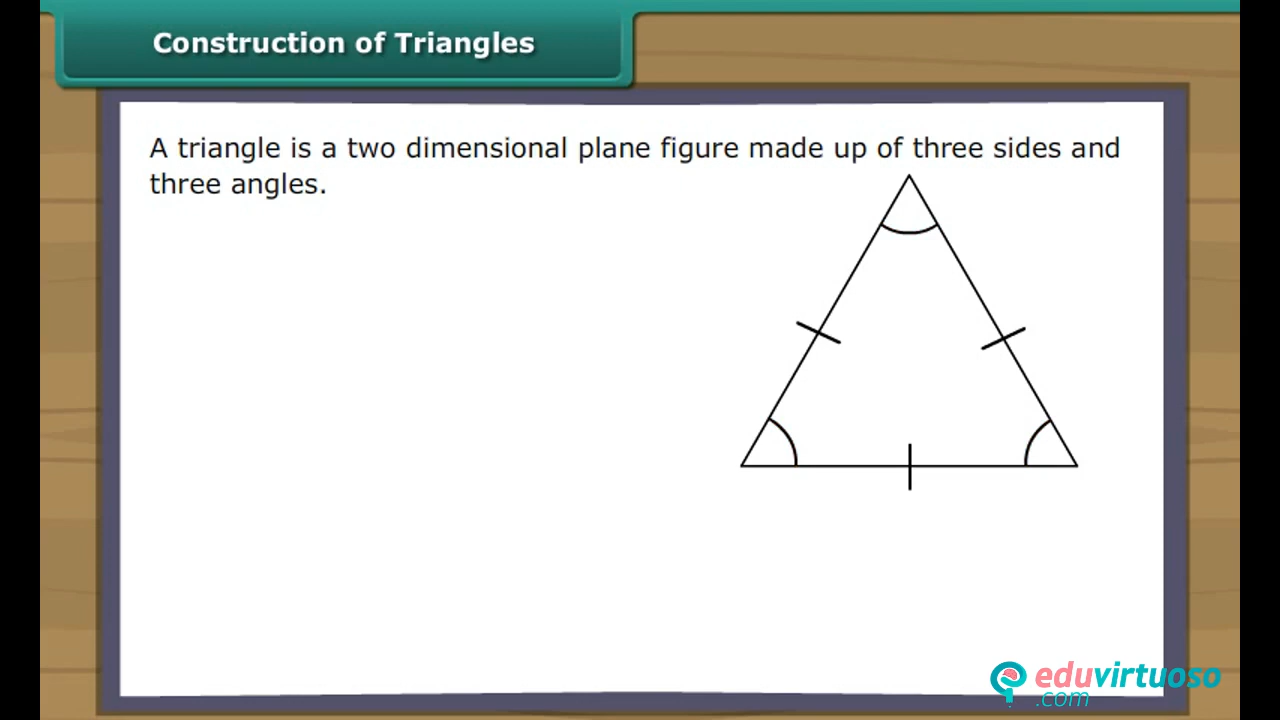 Construction of Triangles
A triangle is a two dimensional plane figure made up of three sides and
three angles.
eduvirtuoso
.com